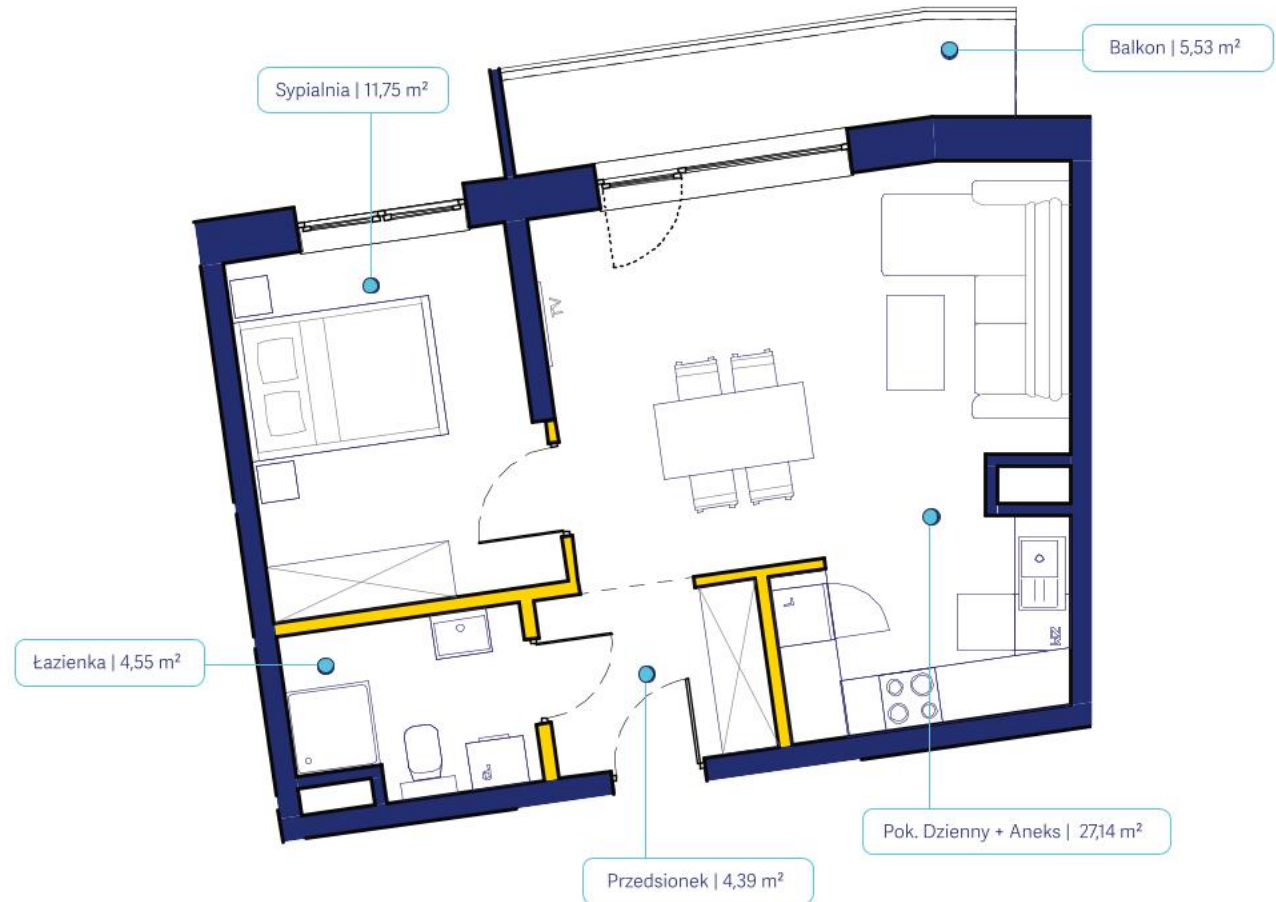 Balkon | 5,53 m²
Sypialnia | 11,75 m²
TV
L
ZM
Łazienka | 4,55 m²
Pok. Dzienny + Aneks | 27,14 m²
Przedsionek | 4,39 m²